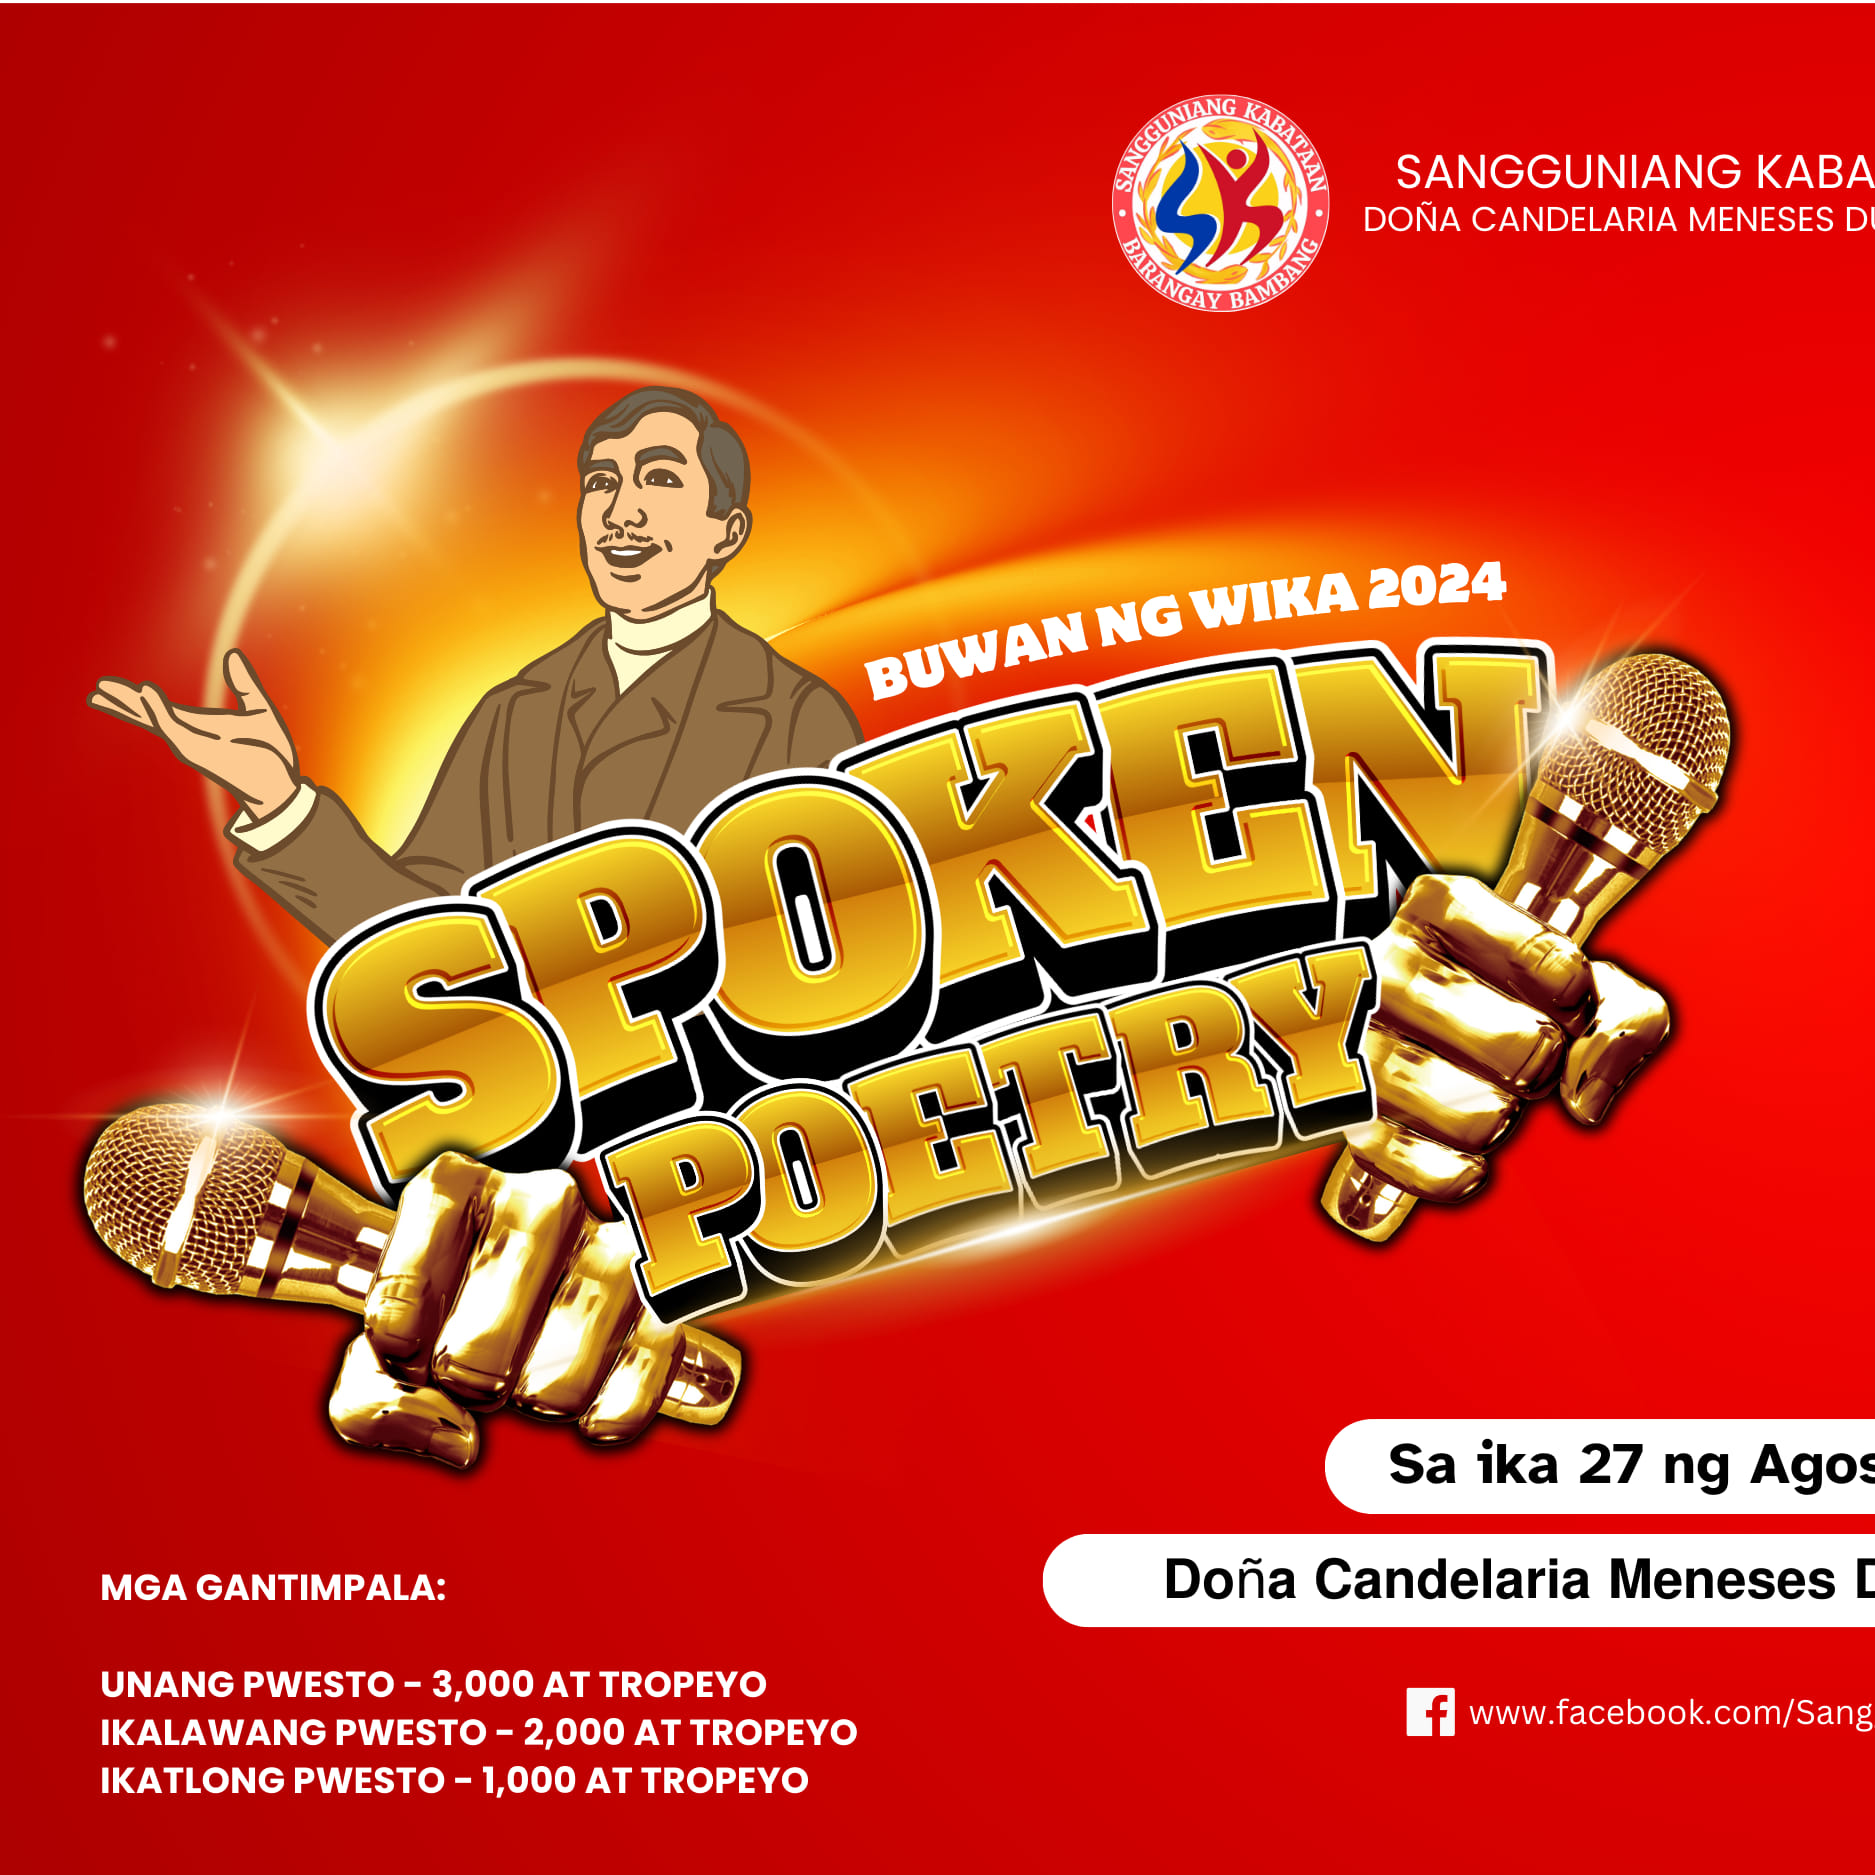 SANGGUNIANG KABATAAN
BARANGAY BAMBANG
SANGGUNIANG KABA
DOÑA CANDELARIA MENESES DU
BUWAN NG WIKA 2024
SPOKEN
POETRY
Sa ika 27 ng Agos
Doña Candelaria Meneses D
MGA GANTIMPALA:
UNANG PWESTO - 3,000 AT TROPEYO
IKALAWANG PWESTO - 2,000 AT TROPEYO
IKATLONG PWESTO - 1,000 AT TROPEYO
www.facebook.com/Sang